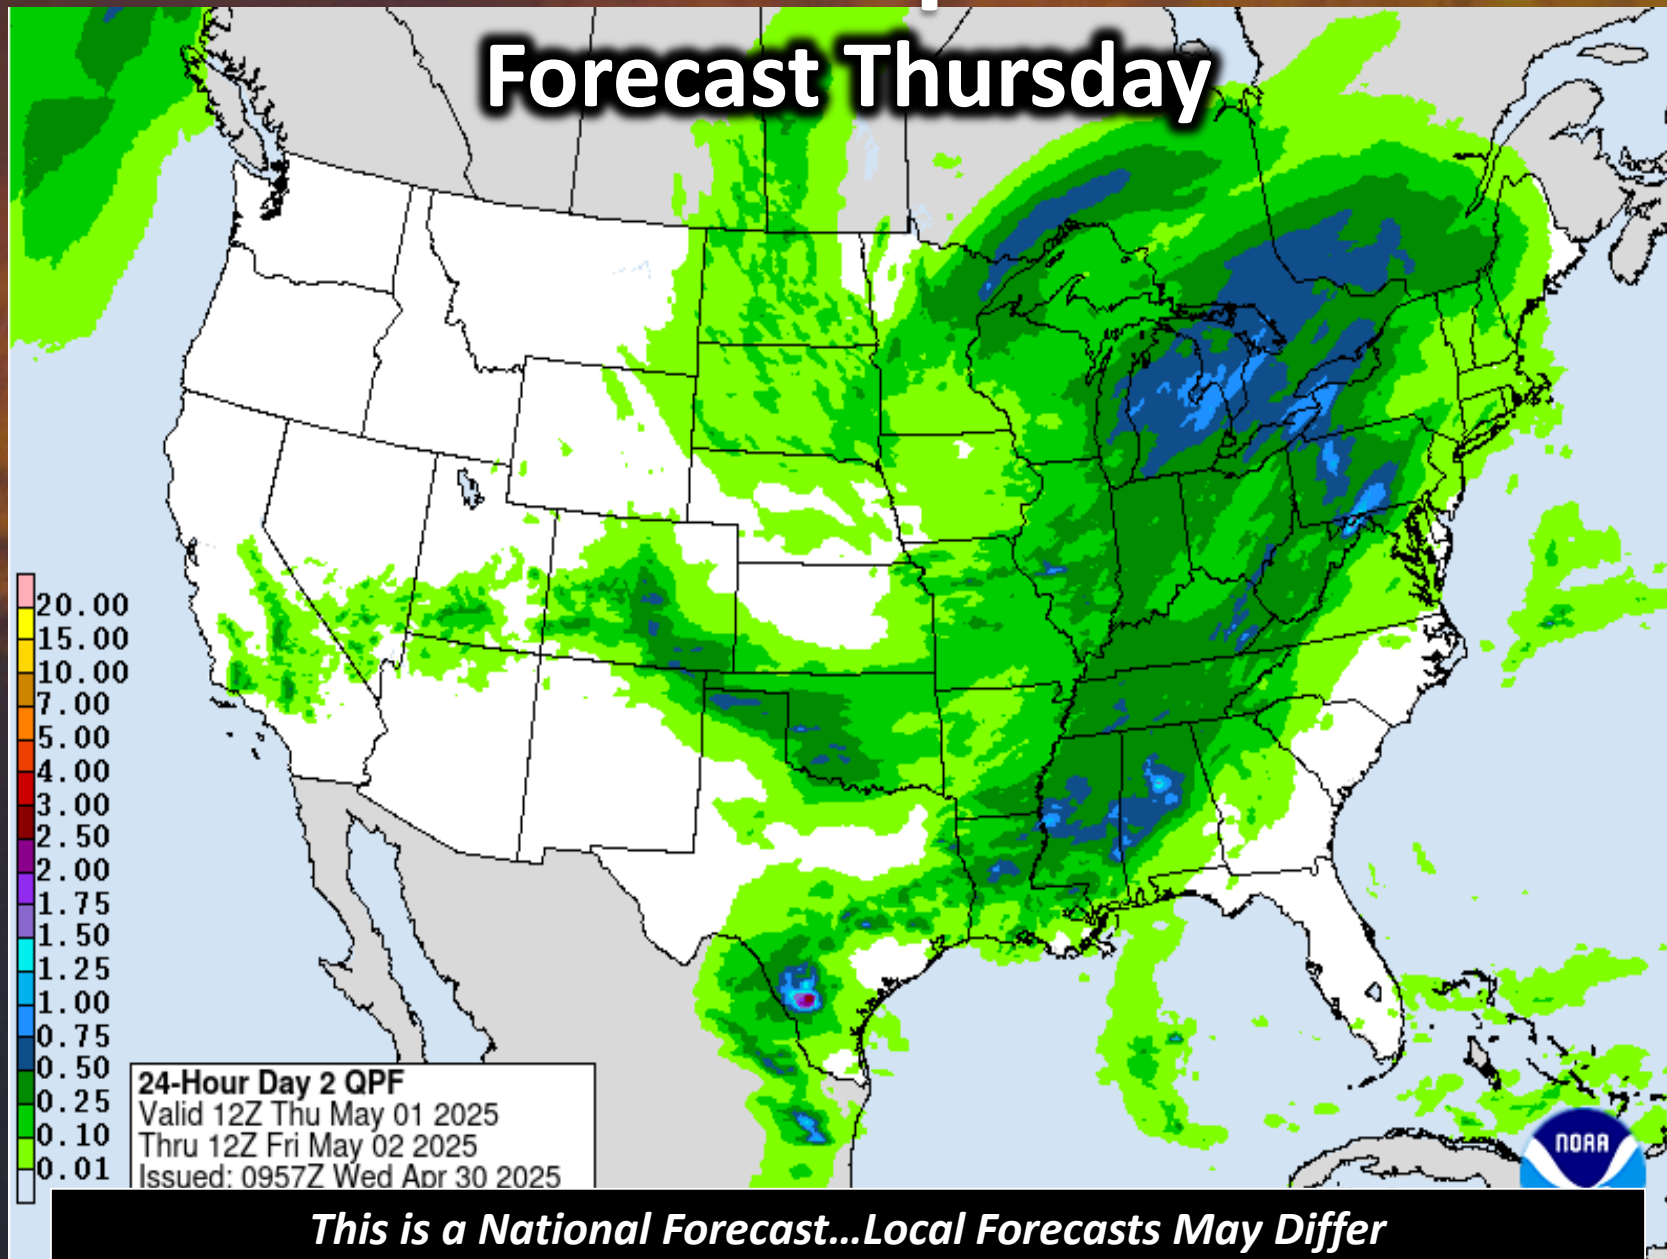 Forecast Thursday
20.00
15.00
10.00
7.00
5.00
4.00
3.00
2.50
2.00
1.75
1.50
1.25
1.00
0.75
0.50
0.25
0.10
0.01
24-Hour Day 2 QPF
Valid 12Z Thu May 01 2025
Thru 12Z Fri May 02 2025
Issued: 0957Z Wed Apr 30 2025
NOAA
This is a National Forecast...Local Forecasts May Differ